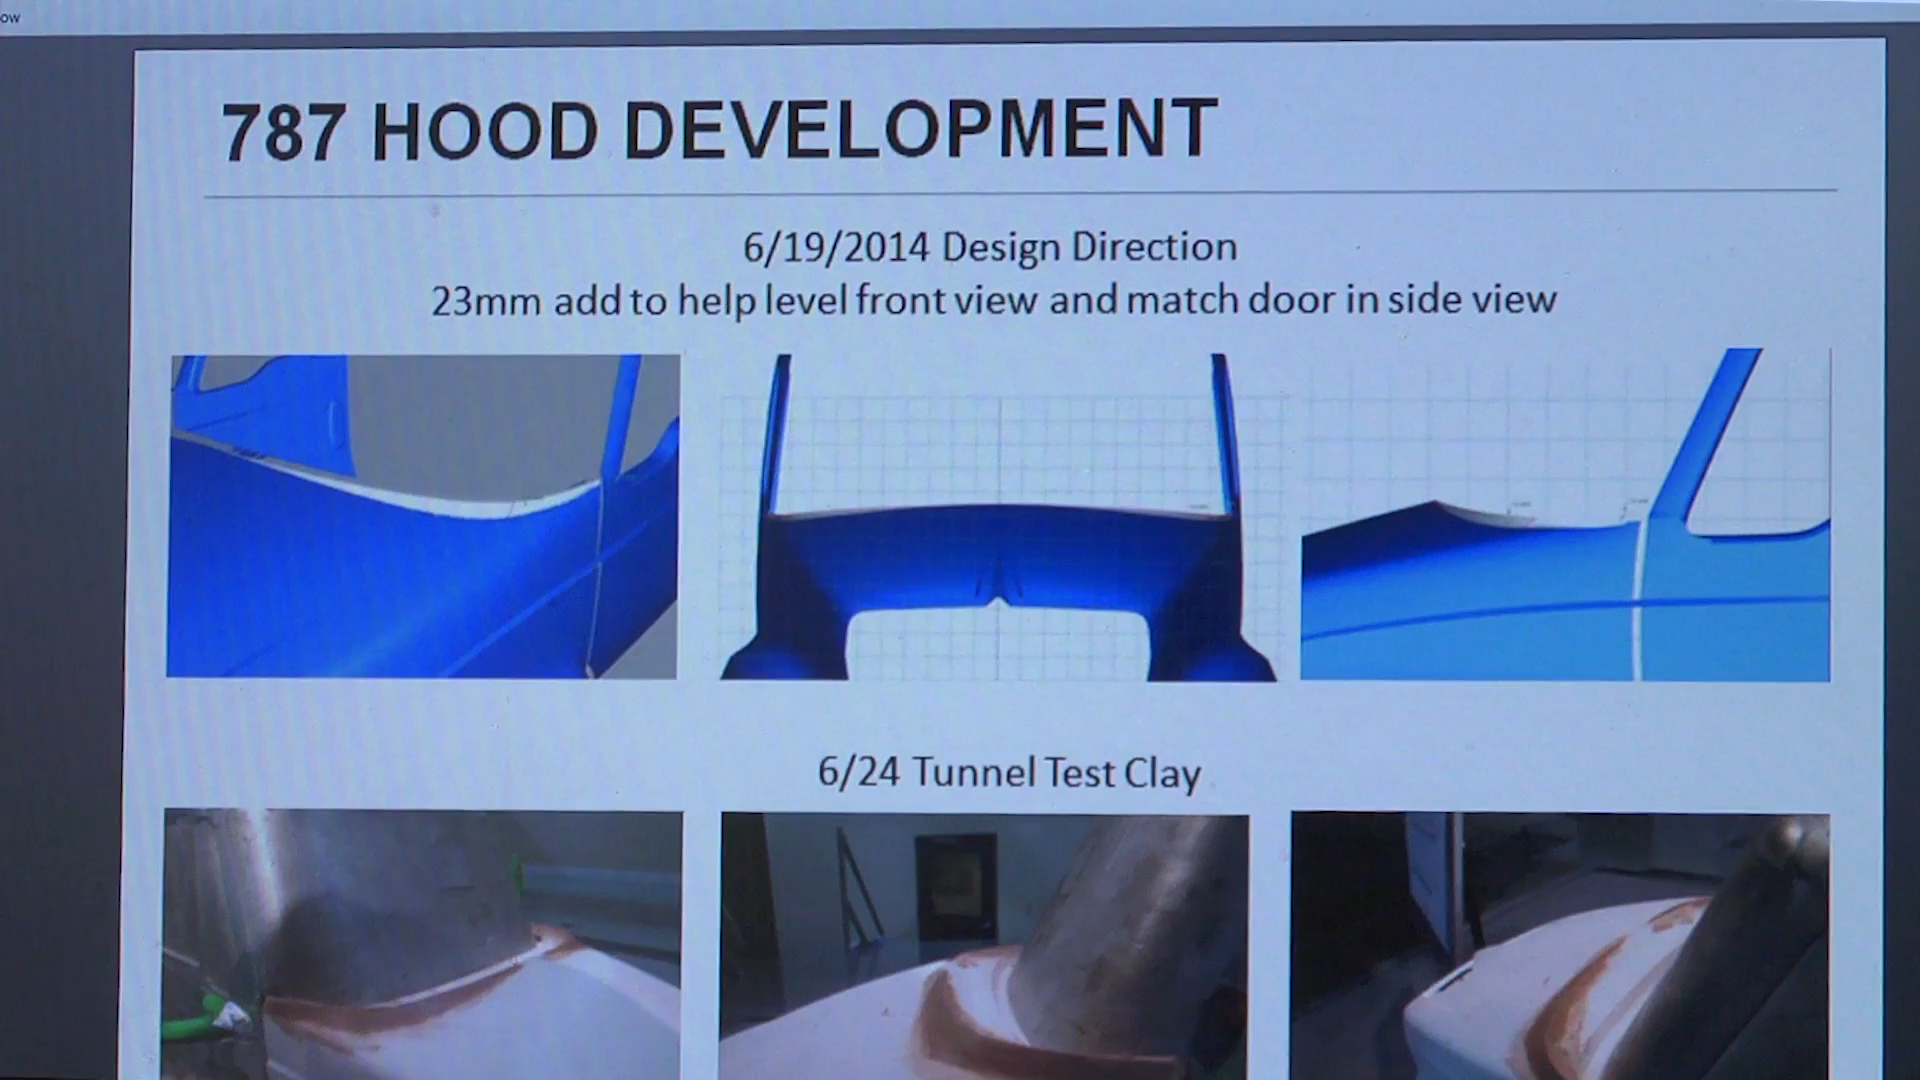 ow
787 HOOD DEVELOPMENT
6/19/2014 Design Direction
23mm add to help level front view and match door in side view
6/24 Tunnel Test Clay